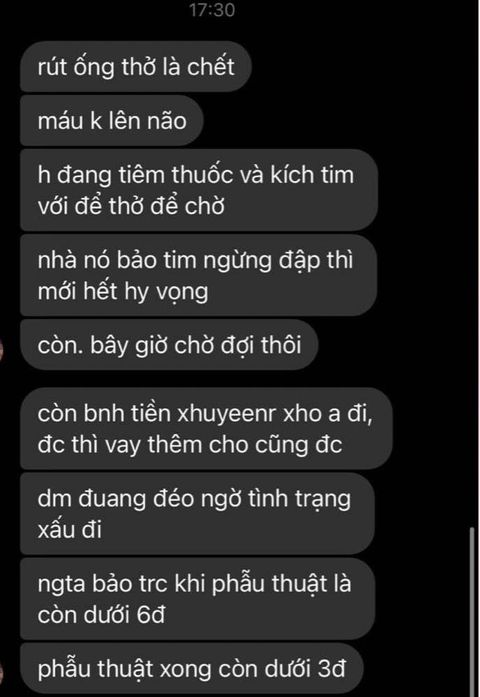 17:30
rút ống thở là chết
máu k lên não
h đang tiêm thuốc và kích tim
với để thở để chờ
nhà nó bảo tim ngừng đập thì
mới hết hy vọng
còn. bây giờ chờ đợi thôi
còn bnh tiền xhuyeenr xho a đi,
đc thì vay thêm cho cũng đc
dm đuang đéo ngờ tình trạng
xấu đi
ngta bảo trc khi phẫu thuật là
còn dưới 6đ
phẫu thuật xong còn dưới 3đ